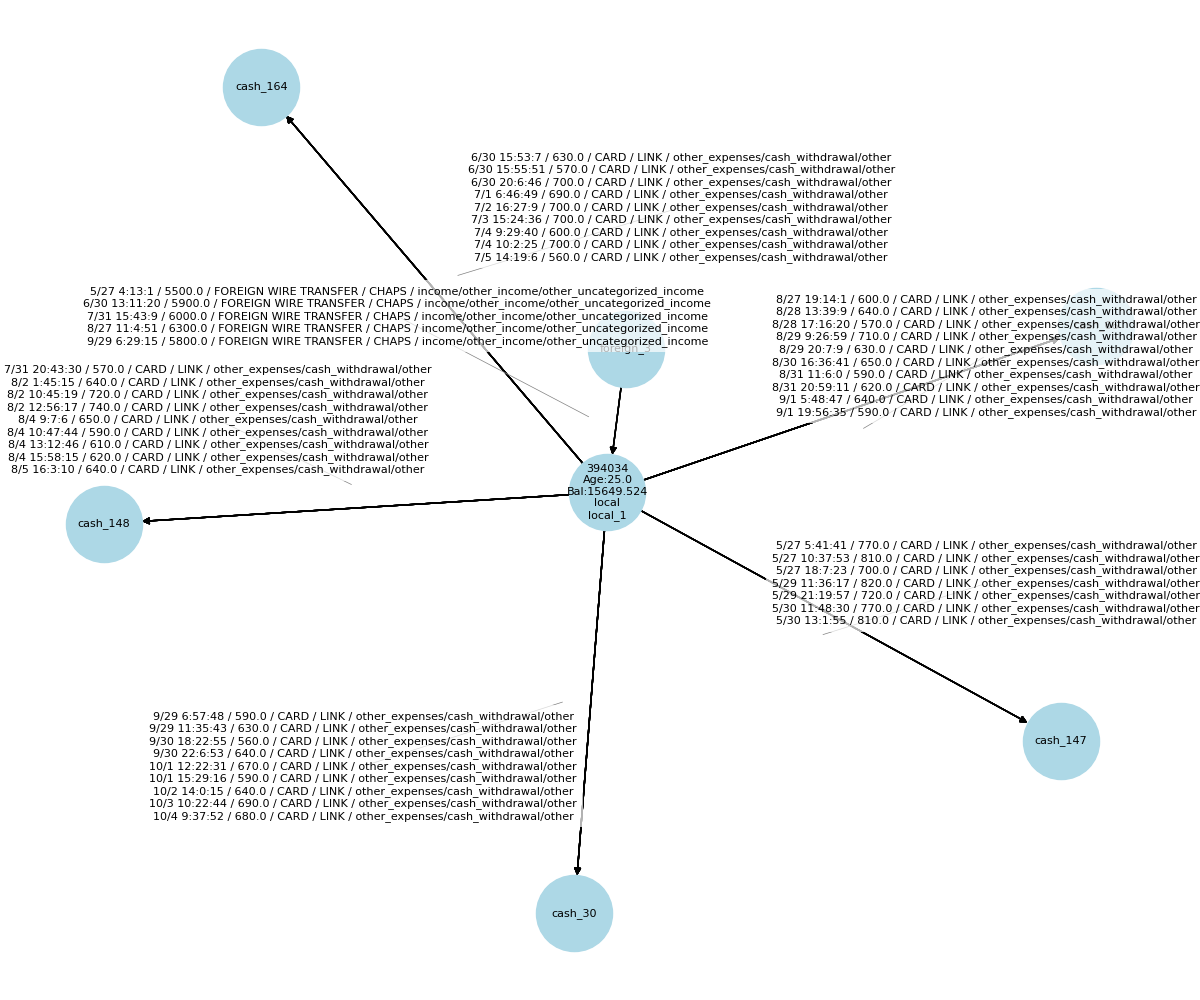 cash_164
6/30 15:53:7 / 630.0 / CARD / LINK / other_expenses/cash_withdrawal/other
6/30 15:55:51 / 570.0 / CARD / LINK / other_expenses/cash_withdrawal/other
6/30 20:6:46 / 700.0 / CARD / LINK / other_expenses/cash_withdrawal/other
7/1 6:46:49 / 690.0 / CARD / LINK / other_expenses/cash_withdrawal/other
7/2 16:27:9 / 700.0 / CARD / LINK / other_expenses/cash_withdrawal/other
7/3 15:24:36 / 700.0 / CARD / LINK / other_expenses/cash_withdrawal/other
7/4 9:29:40 / 600.0 / CARD / LINK / other_expenses/cash_withdrawal/other
7/4 10:2:25 / 700.0 / CARD / LINK / other_expenses/cash_withdrawal/other
7/5 14:19:6 / 560.0 / CARD / LINK / other_expenses/cash_withdrawal/other
5/27 4:13:1 / 5500.0 / FOREIGN WIRE TRANSFER / CHAPS / income/other_income/other_uncategorized_income
6/30 13:11:20 / 5900.0 / FOREIGN WIRE TRANSFER / CHAPS / income/other_income/other_uncategorized_income
7/31 15:43:9 / 6000.0 / FOREIGN WIRE TRANSFER / CHAPS / income/other_income/other_uncategorized_income
8/27 11:4:51 / 6300.0 / FOREIGN WIRE TRANSFER / CHAPS / income/other_income/other_uncategorized_income
9/29 6:29:15 / 5800.0 / FOREIGN WIRE TRANSFER / CHAPS / income/other_income/other_uncategorized_income
8/27 19:14:1 / 600.0 / CARD / LINK / other_expenses/cash_withdrawal/other
8/28 13:39:9 / 640.0 / CARD / LINK / other_expenses/cash_withdrawal/other
8/28 17:16:20 / 570.0 / CARD / LINK / other_expenses/cash_withdrawal/other
8/29 9:26:59 / 710.0 / CARD / LINK / other_expenses/cash_withdrawal/other
8/29 20:7:9 / 630.0 / CARD / LINK / other_expenses/cash_withdrawal/other
8/30 16:36:41 / 650.0 / CARD / LINK / other_expenses/cash_withdrawal/other
8/31 11:6:0 / 590.0 / CARD / LINK / other_expenses/cash_withdrawal/other
8/31 20:59:11 / 620.0 / CARD / LINK / other_expenses/cash_withdrawal/other
9/1 5:48:47 / 640.0 / CARD / LINK / other_expenses/cash_withdrawal/other
9/1 19:56:35 / 590.0 / CARD / LINK / other_expenses/cash_withdrawal/other
7/31 20:43:30 / 570.0 / CARD / LINK / other_expenses/cash_withdrawal/other
8/2 1:45:15 / 640.0 / CARD / LINK / other_expenses/cash_withdrawal/other
8/2 10:45:19 / 720.0 / CARD / LINK / other_expenses/cash_withdrawal/other
8/2 12:56:17 / 740.0 / CARD / LINK / other_expenses/cash_withdrawal/other
8/4 9:7:6 / 650.0 / CARD / LINK / other_expenses/cash_withdrawal/other
8/4 10:47:44 / 590.0 / CARD / LINK / other_expenses/cash_withdrawal/other
8/4 13:12:46 / 610.0 / CARD / LINK / other_expenses/cash_withdrawal/other
8/4 15:58:15 / 620.0 / CARD / LINK / other_expenses/cash_withdrawal/other
8/5 16:3:10 / 640.0 / CARD / LINK / other_expenses/cash_withdrawal/other
394034
Age:25.0
Bal:15649.524
local
local_1
cash_148
5/27 5:41:41 / 770.0 / CARD / LINK / other_expenses/cash_withdrawal/other
5/27 10:37:53 / 810.0 / CARD / LINK / other_expenses/cash_withdrawal/other
5/27 18:7:23 / 700.0 / CARD / LINK / other_expenses/cash_withdrawal/other
5/29 11:36:17 / 820.0 / CARD / LINK / other_expenses/cash_withdrawal/other
5/29 21:19:57 / 720.0 / CARD / LINK / other_expenses/cash_withdrawal/other
5/30 11:48:30 / 770.0 / CARD / LINK / other_expenses/cash_withdrawal/other
5/30 13:1:55 / 810.0 / CARD / LINK / other_expenses/cash_withdrawal/other
9/29 6:57:48 / 590.0 / CARD / LINK / other_expenses/cash_withdrawal/other
9/29 11:35:43 / 630.0 / CARD / LINK / other_expenses/cash_withdrawal/other
9/30 18:22:55 / 560.0 / CARD / LINK / other_expenses/cash_withdrawal/other
9/30 22:6:53 / 640.0 / CARD / LINK / other_expenses/cash_withdrawal/other
10/1 12:22:31 / 670.0 / CARD / LINK / other_expenses/cash_withdrawal/other
10/1 15:29:16 / 590.0 / CARD / LINK / other_expenses/cash_withdrawal/other
10/2 14:0:15 / 640.0 / CARD / LINK / other_expenses/cash_withdrawal/other
10/3 10:22:44 / 690.0 / CARD / LINK / other_expenses/cash_withdrawal/other
10/4 9:37:52 / 680.0 / CARD / LINK / other_expenses/cash_withdrawal/other
cash_147
cash_30